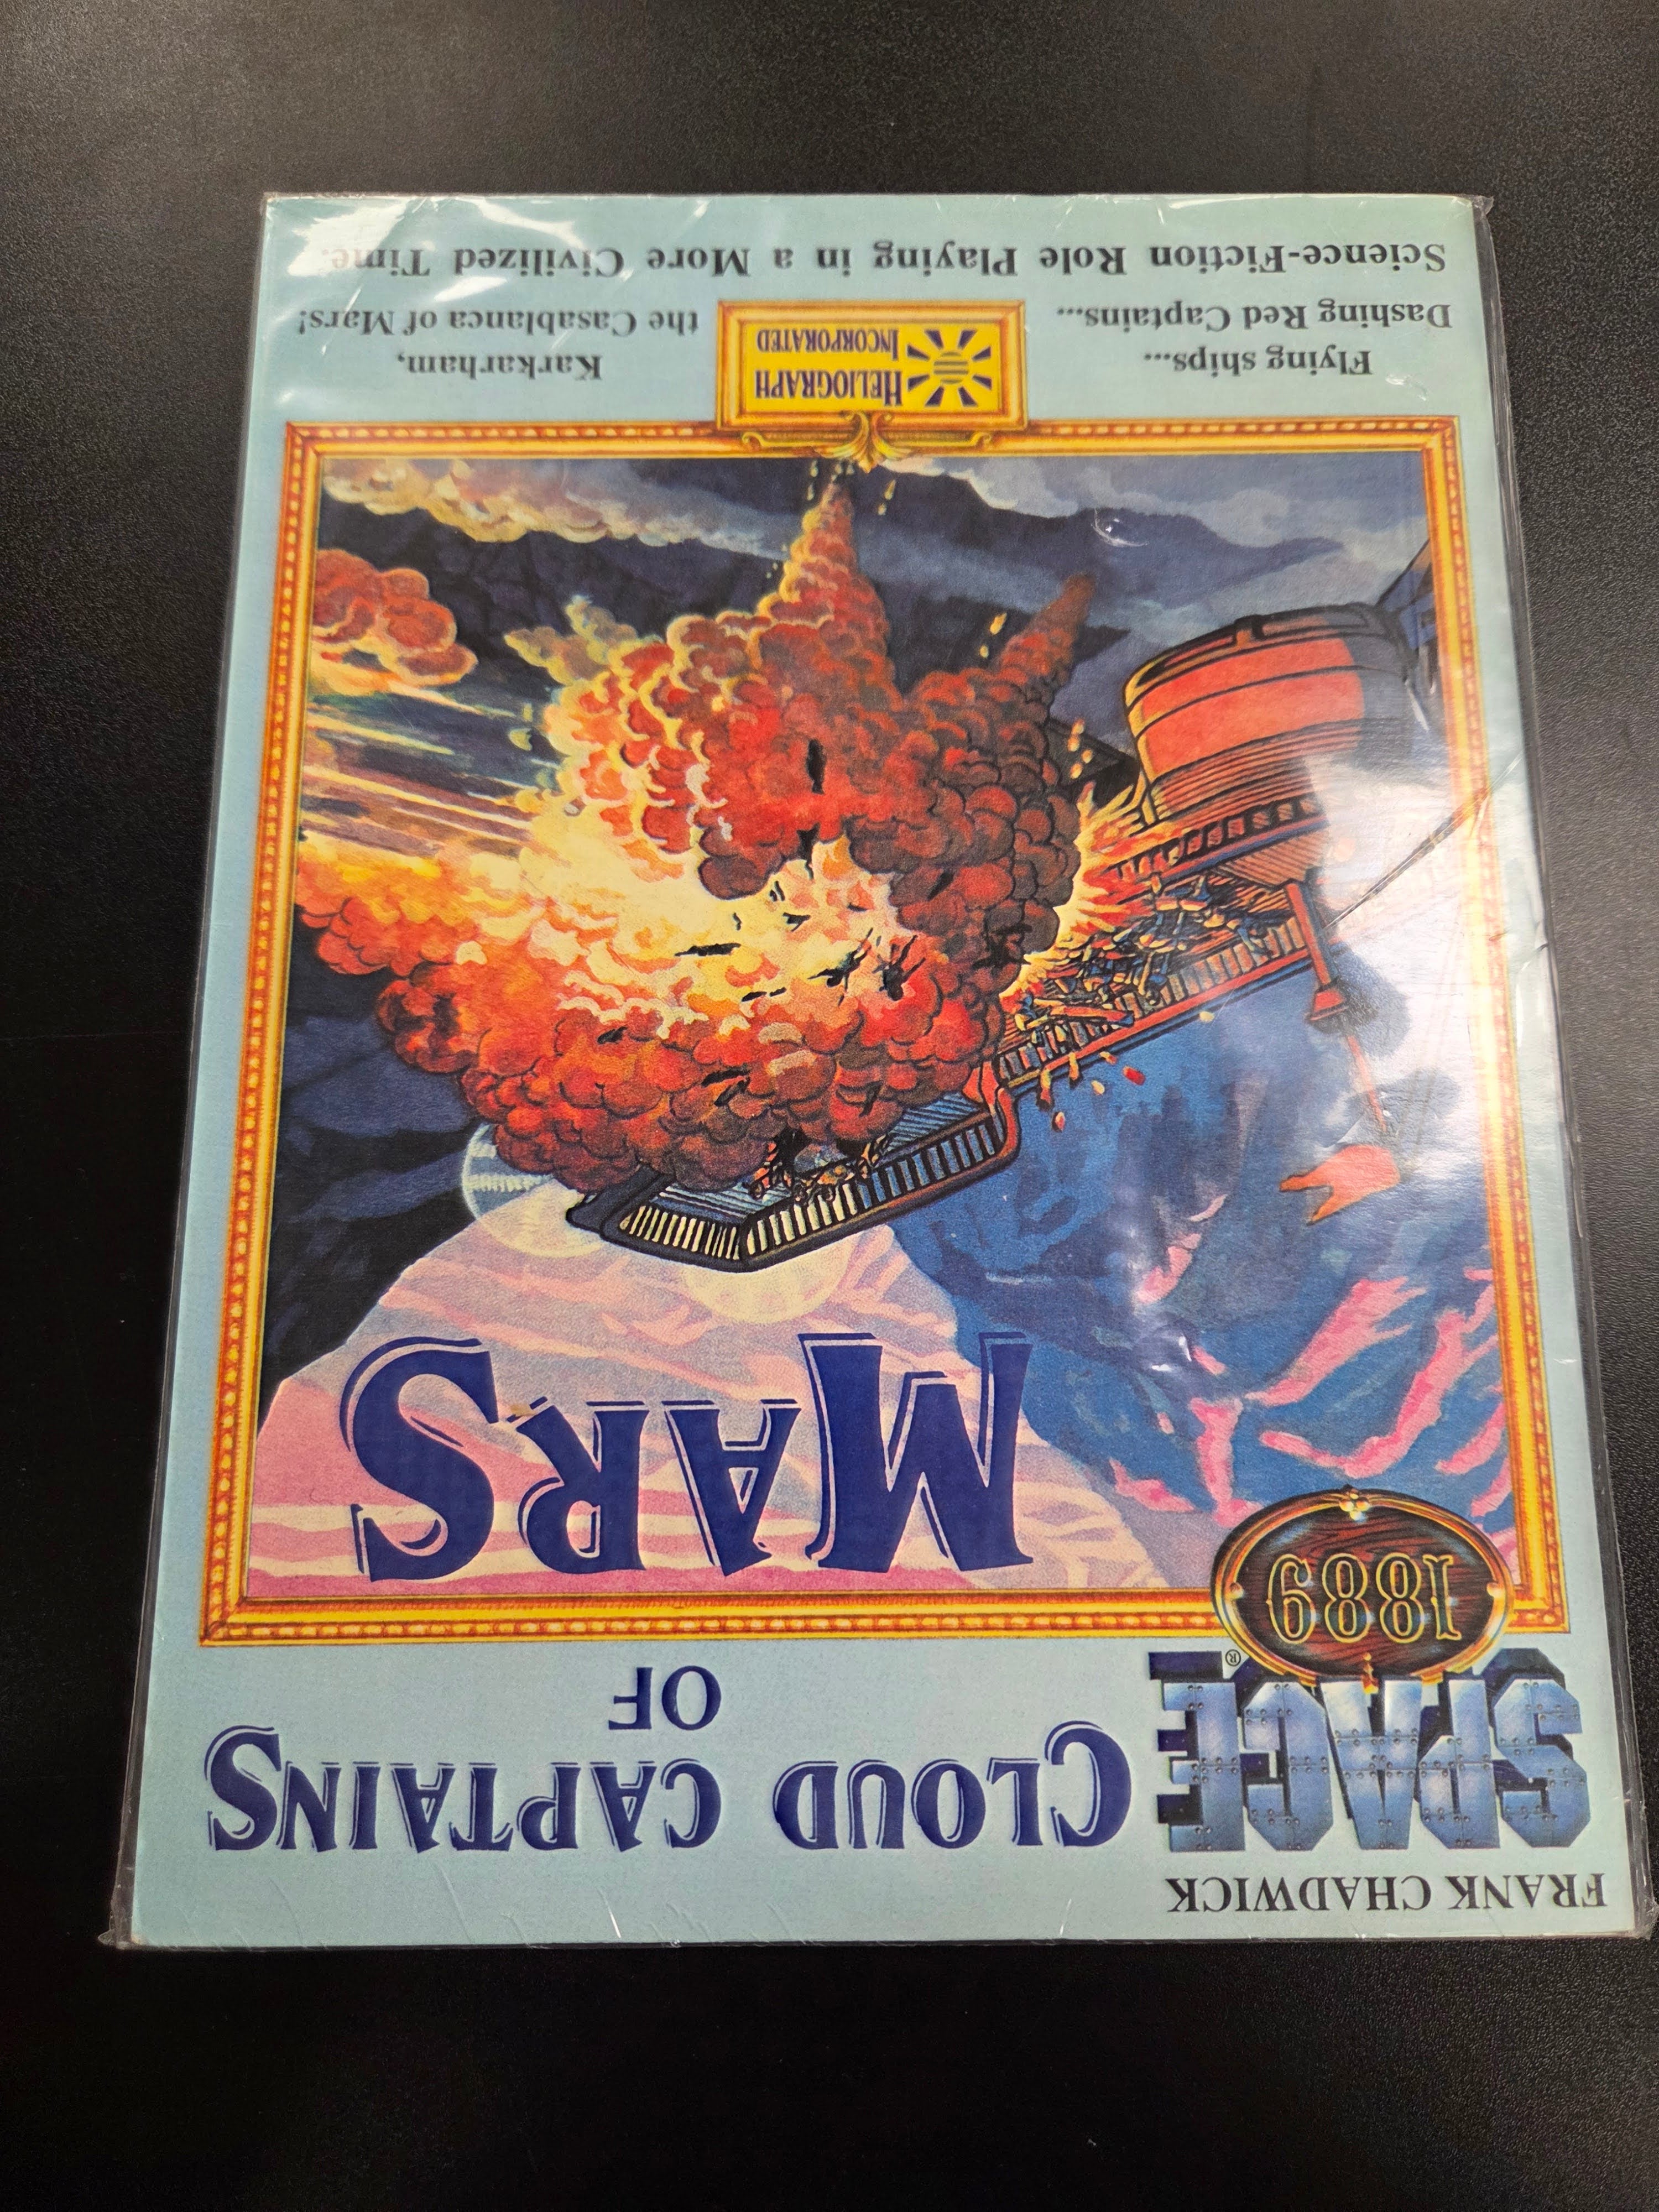 FRANK CHADWICK
SPACE®
1889
CLOUD CAPTAINS
OF
MARS
Flying ships...
Dashing Red Captains...
HELIOGRAPH
INCORPORATED
Karkarham,
the Casablanca of Mars!
Science-Fiction Role Playing in a More Civilized Time.